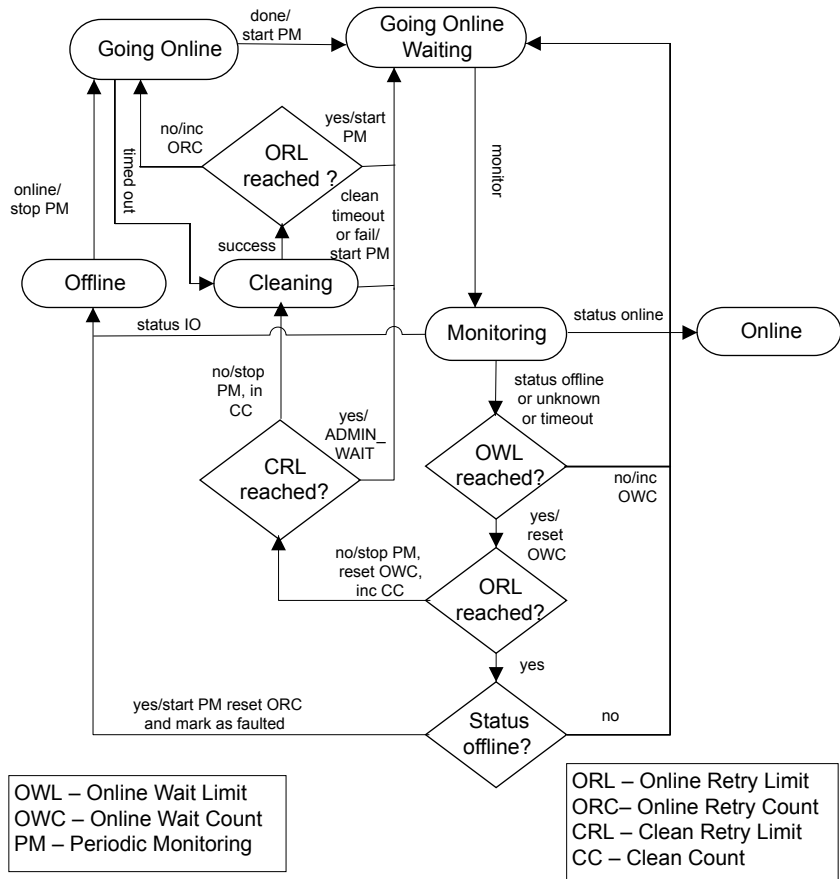 done/
start PM
Going Online
Going Online
Waiting
no/inc
ORC
yes/start
PM
ORL
reached ?
timed out
monitor
online/
stop PM
clean
timeout
or fail/
start PM
success
Offline
Cleaning
status IO
Monitoring
status online
Online
no/stop
PM, in
CC
status offline
or unknown
or timeout
yes/
ADMIN_
WAIT
CRL
reached?
OWL
reached?
no/inc
OWC
yes/
reset
OWC
no/stop PM,
reset OWC,
inc CC
ORL
reached?
yes
yes/start PM reset ORC
and mark as faulted
Status
offline?
no
OWL – Online Wait Limit
OWC – Online Wait Count
PM – Periodic Monitoring
ORL – Online Retry Limit
ORC– Online Retry Count
CRL – Clean Retry Limit
CC – Clean Count